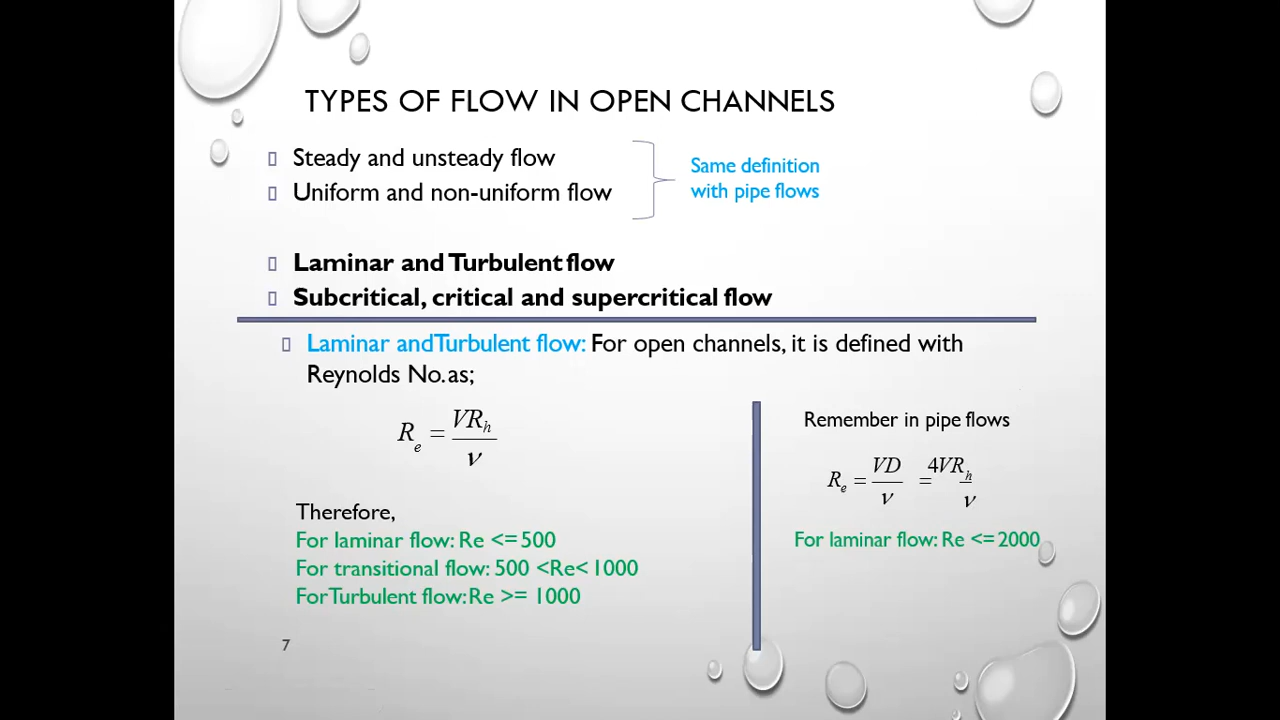 TYPES OF FLOW IN OPEN CHANNELS
Steady and unsteady flow
Uniform and non-uniform flow
Same definition
with pipe flows
Laminar and Turbulent flow
Subcritical, critical and supercritical flow
Laminar andTurbulent flow: For open channels, it is defined with
Reynolds No.as;
R_e = VR_h / ν
Therefore,
For laminar flow: Re <= 500
For transitional flow: 500 <Re< 1000
ForTurbulent flow:Re >= 1000
Remember in pipe flows
R_e = VD / ν = 4VR_h / ν
For laminar flow: Re <= 2000
7